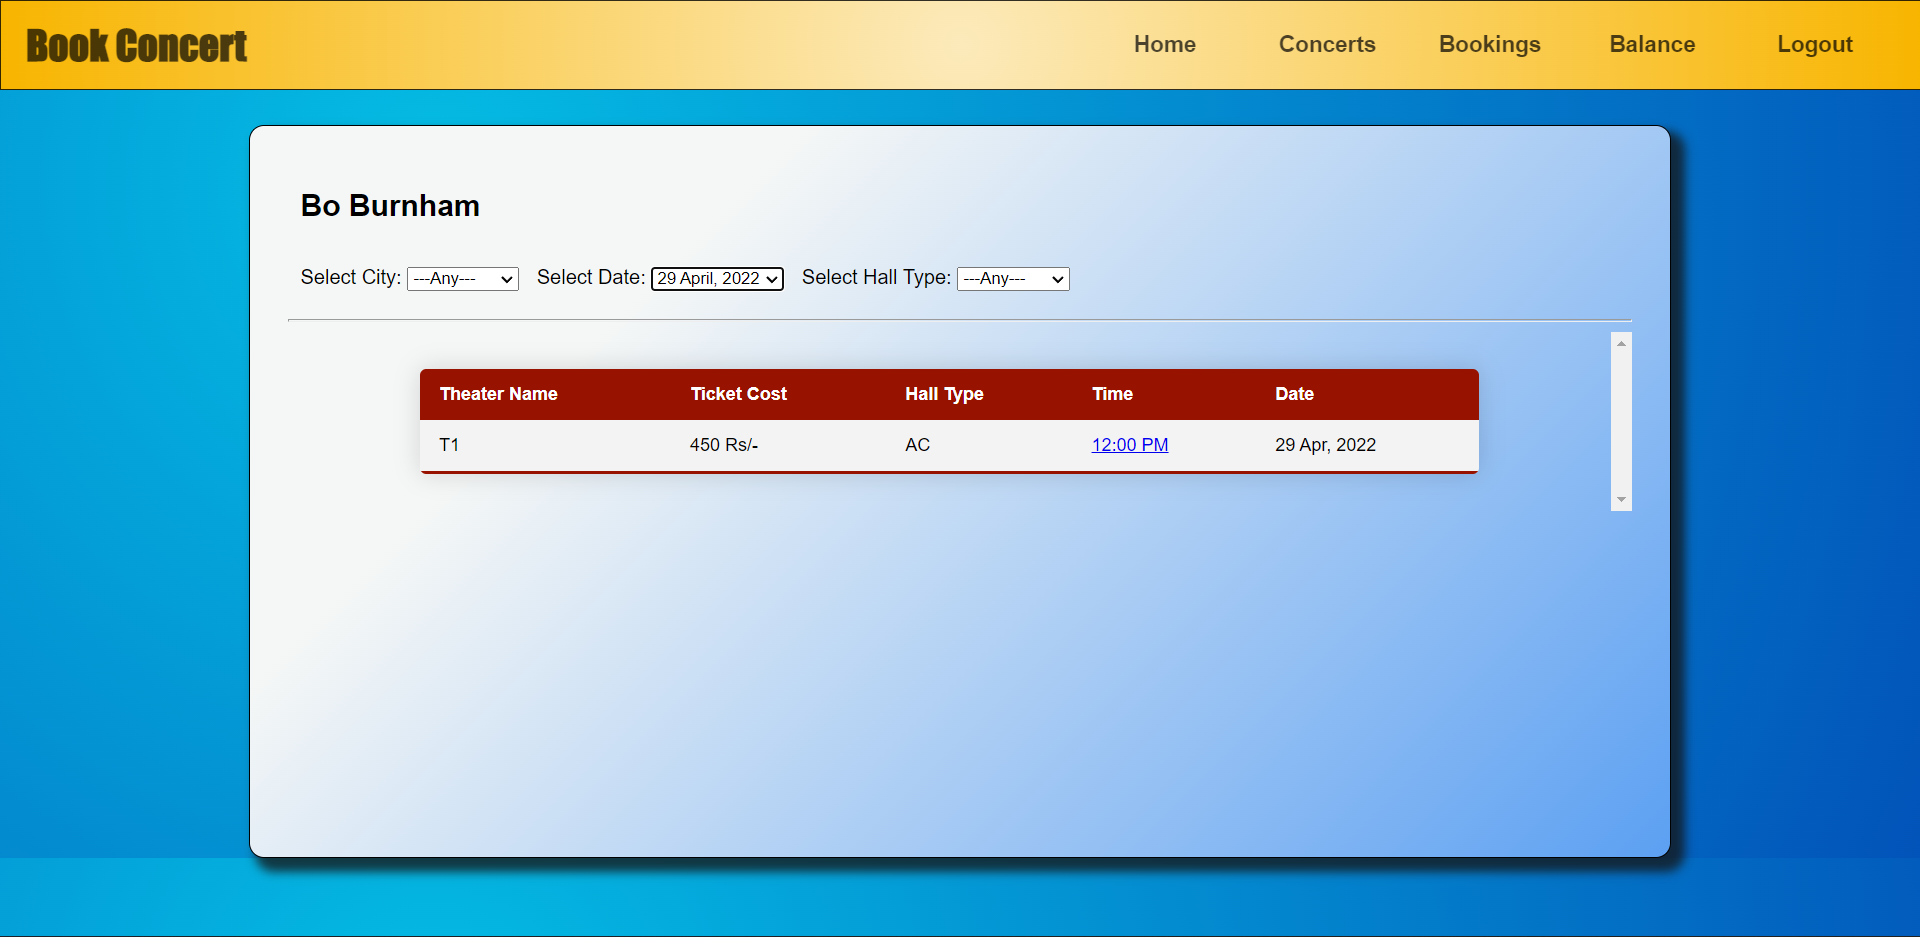 Book Concert Home Concerts Bookings Balance Logout
Bo Burnham
Select City: ---Any--- Select Date: 29 April, 2022 Select Hall Type: ---Any---
Theater Name Ticket Cost Hall Type Time Date
T1 450 Rs/- AC 12:00 PM 29 Apr, 2022